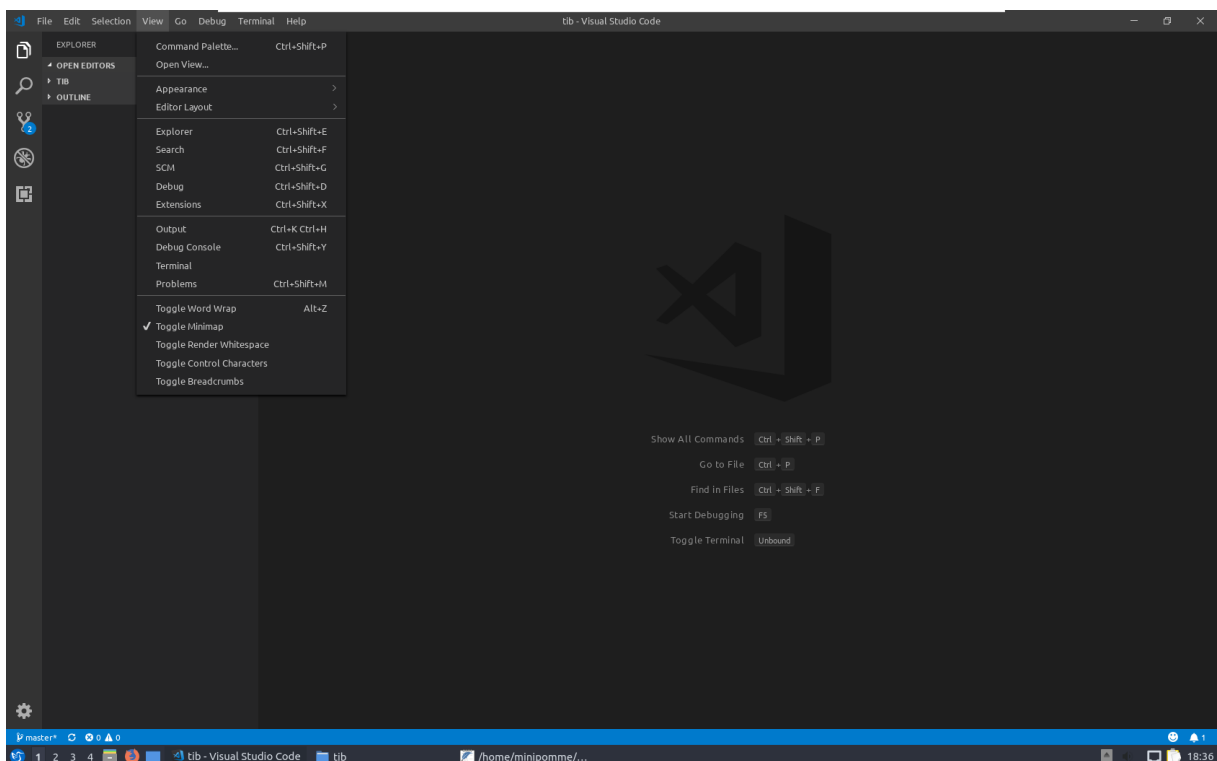 File Edit Selection View Go Debug Terminal Help tib - Visual Studio Code
EXPLORER
OPEN EDITORS
TIB
OUTLINE
2
Command Palette... Ctrl+Shift+P
Open View...
Appearance
Editor Layout
Explorer Ctrl+Shift+E
Search Ctrl+Shift+F
SCM Ctrl+Shift+G
Debug Ctrl+Shift+D
Extensions Ctrl+Shift+X
Output Ctrl+K Ctrl+H
Debug Console Ctrl+Shift+Y
Terminal
Problems Ctrl+Shift+M
Toggle Word Wrap Alt+Z
Toggle Minimap
Toggle Render Whitespace
Toggle Control Characters
Toggle Breadcrumbs
Show All Commands Ctrl + Shift + P
Go to File Ctrl + P
Find in Files Ctrl + Shift + F
Start Debugging F5
Toggle Terminal Unbound
master* 0 0 1
1 2 3 4 tib - Visual Studio Code tib /home/minipomme/... 18:36